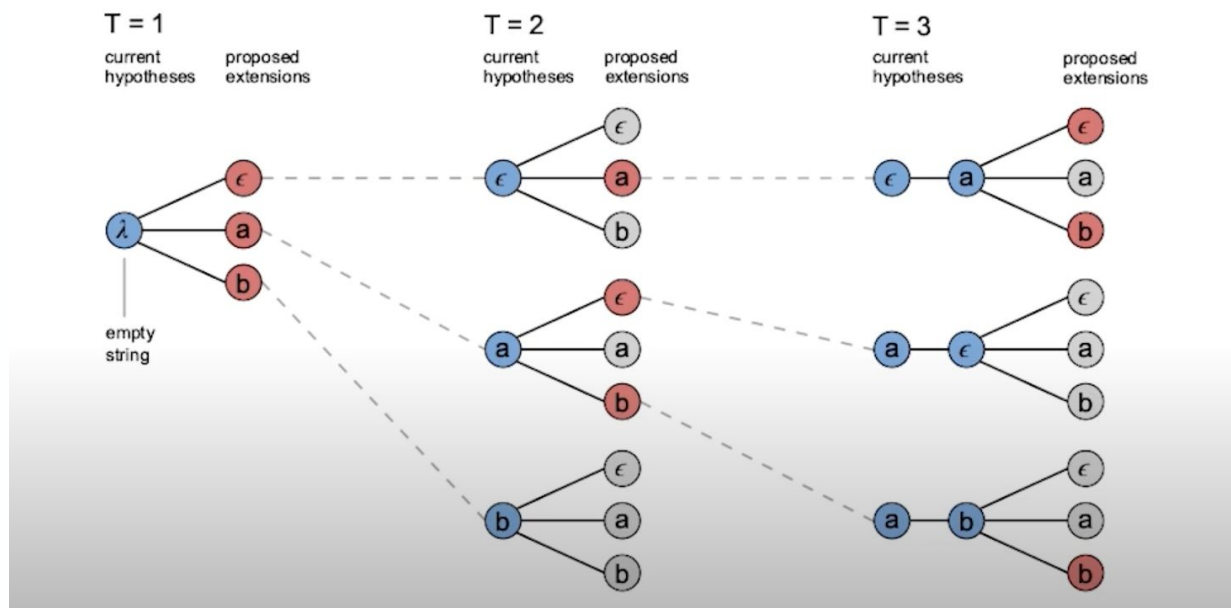 T = 1
T = 2
T = 3
current
hypotheses
proposed
extensions
current
hypotheses
proposed
extensions
current
hypotheses
proposed
extensions
λ
ϵ
a
b
empty
string
ϵ
ϵ
a
b
a
ϵ
a
b
b
ϵ
a
b
ϵ a
ϵ
a
b
a ϵ
ϵ
a
b
a b
ϵ
a
b